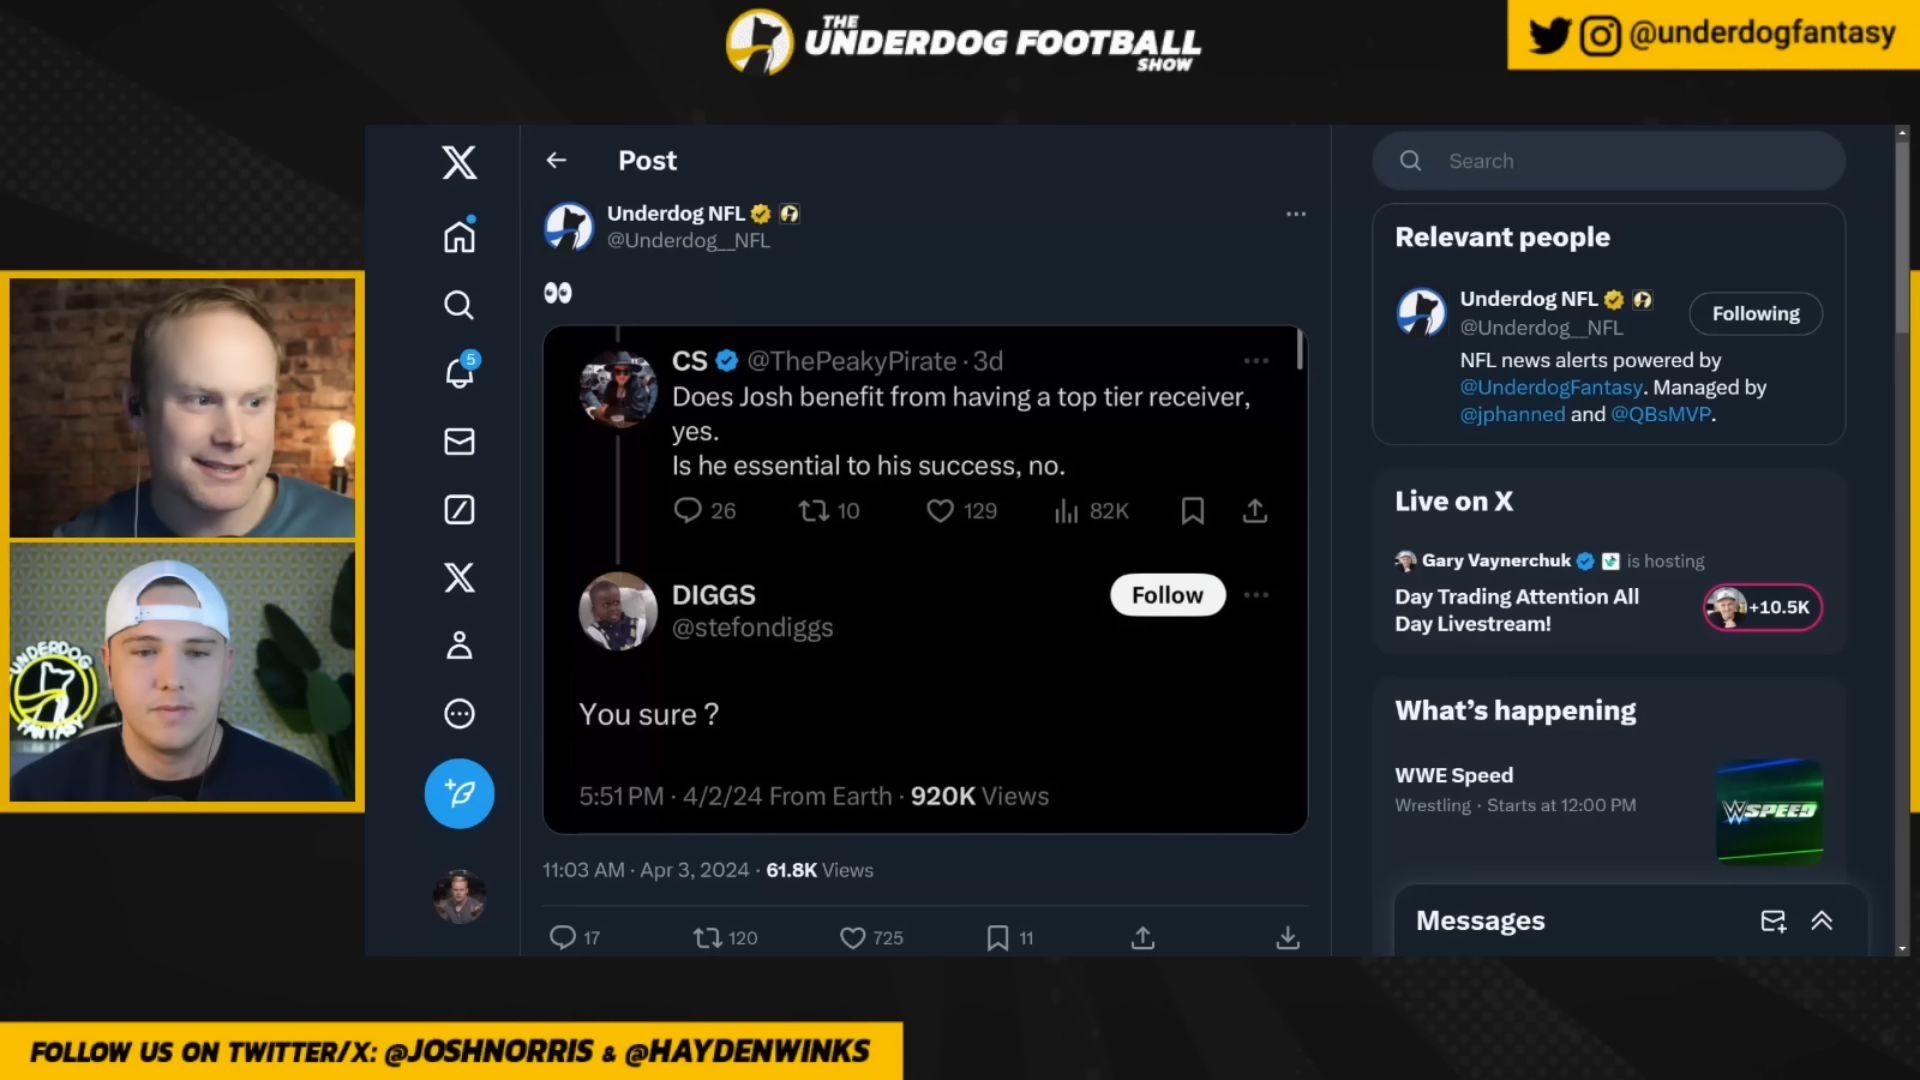 THE
UNDERDOG FOOTBALL
SHOW
@underdogfantasy
Post
Underdog NFL
@Underdog__NFL
👀
CS @ThePeakyPirate · 3d
Does Josh benefit from having a top tier receiver,
yes.
Is he essential to his success, no.
26 10 129 82K
DIGGS
@stefondiggs
Follow
You sure ?
5:51 PM · 4/2/24 From Earth · 920K Views
11:03 AM · Apr 3, 2024 · 61.8K Views
17 120 725 11
5
Search
Relevant people
Underdog NFL
@Underdog__NFL
Following
NFL news alerts powered by
@UnderdogFantasy. Managed by
@jphanned and @QBsMVP.
Live on X
Gary Vaynerchuk is hosting
Day Trading Attention All
Day Livestream!
+10.5K
What's happening
WWE Speed
Wrestling · Starts at 12:00 PM
W SPEED
Messages
UNDERDOG
FANTASY
FOLLOW US ON TWITTER/X: @JOSHNORRIS & @HAYDENWINKS